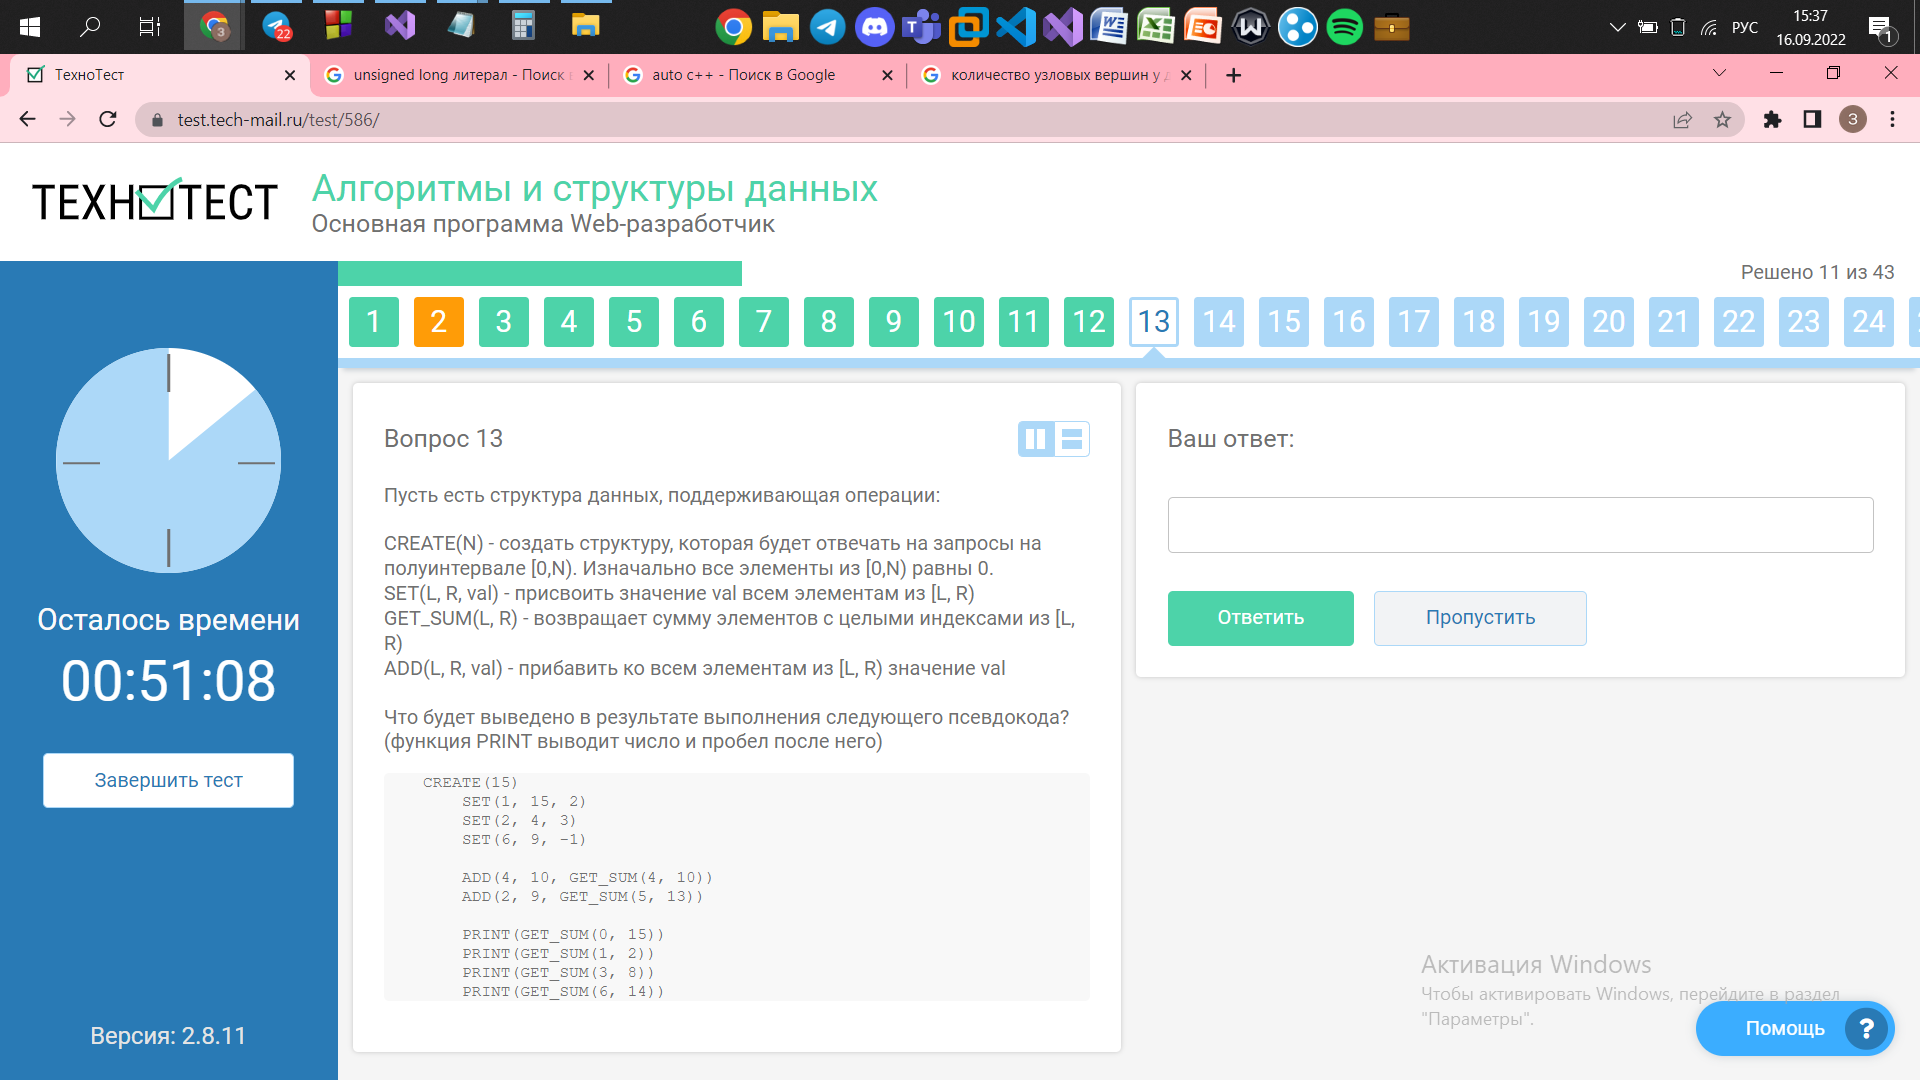 3
22
РУС
15:37
16.09.2022
1
ТехноТест
unsigned long литерал - Поиск
auto c++ - Поиск в Google
количество узловых вершин у
test.tech-mail.ru/test/586/
3
ТЕХН ТЕСТ
Алгоритмы и структуры данных
Основная программа Web-разработчик
Решено 11 из 43
1 2 3 4 5 6 7 8 9 10 11 12 13 14 15 16 17 18 19 20 21 22 23 24
Осталось времени
00:51:08
Завершить тест
Версия: 2.8.11
Вопрос 13
Пусть есть структура данных, поддерживающая операции:
CREATE(N) - создать структуру, которая будет отвечать на запросы на
полуинтервале [0,N). Изначально все элементы из [0,N) равны 0.
SET(L, R, val) - присвоить значение val всем элементам из [L, R)
GET_SUM(L, R) - возвращает сумму элементов с целыми индексами из [L,
R)
ADD(L, R, val) - прибавить ко всем элементам из [L, R) значение val
Что будет выведено в результате выполнения следующего псевдокода?
(функция PRINT выводит число и пробел после него)
CREATE(15)
SET(1, 15, 2)
SET(2, 4, 3)
SET(6, 9, -1)
ADD(4, 10, GET_SUM(4, 10))
ADD(2, 9, GET_SUM(5, 13))
PRINT(GET_SUM(0, 15))
PRINT(GET_SUM(1, 2))
PRINT(GET_SUM(3, 8))
PRINT(GET_SUM(6, 14))
Ваш ответ:
Ответить
Пропустить
Активация Windows
Чтобы активировать Windows, перейдите в раздел
"Параметры".
Помощь ?